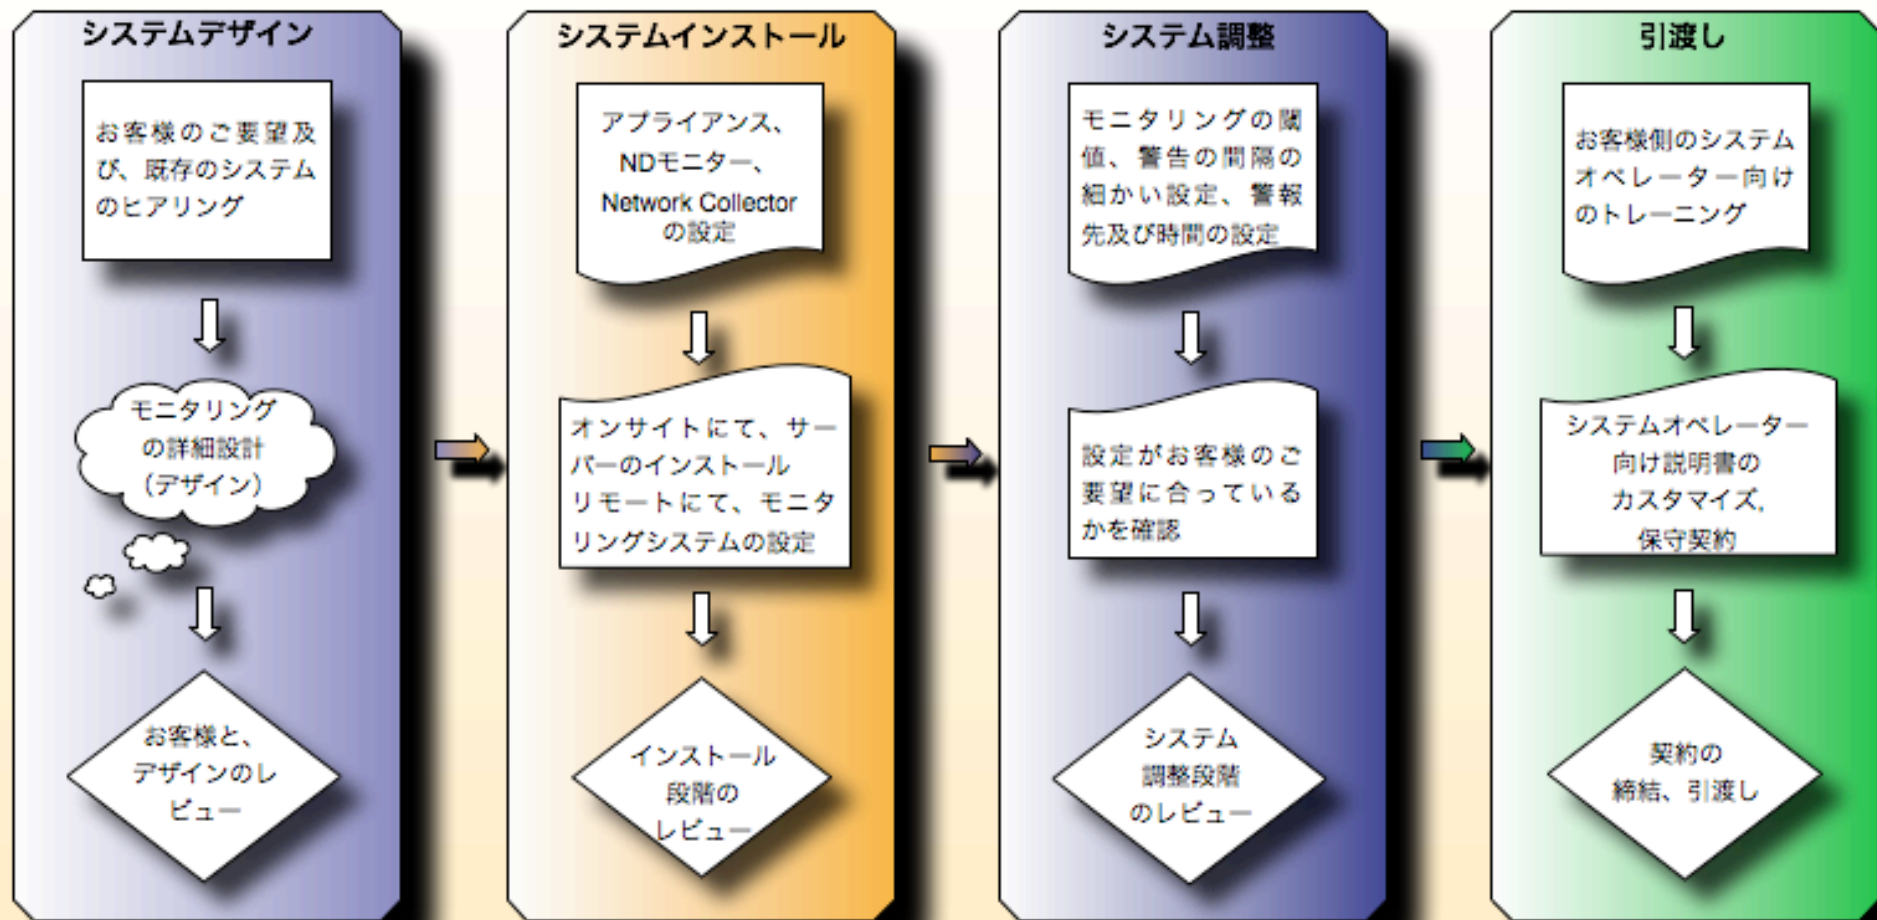 システムデザイン
お客様のご要望及
び、既存のシステム
のヒアリング
モニタリング
の詳細設計
（デザイン）
お客様と、
デザインのレ
ビュー
システムインストール
アプライアンス、
NDモニター、
Network Collector
の設定
オンサイトにて、サー
バーのインストール
リモートにて、モニタ
リングシステムの設定
インストール
段階の
レビュー
システム調整
モニタリングの閾
値、警告の間隔の
細かい設定、警報
先及び時間の設定
設定がお客様のご
要望に合っている
かを確認
システム
調整段階
のレビュー
引渡し
お客様側のシステム
オペレーター向け
のトレーニング
システムオペレーター
向け説明書の
カスタマイズ,
保守契約
契約の
締結、引渡し